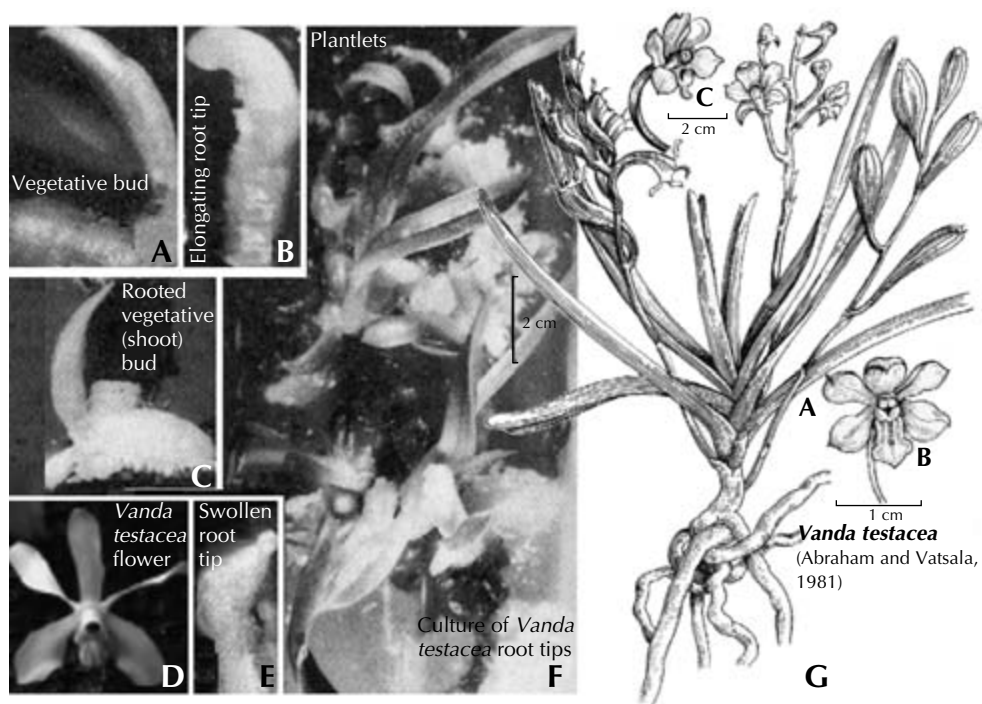 Vegetative bud
A
Elongating root tip
B
Plantlets
Rooted
vegetative
(shoot)
bud
C
Vanda
testacea
flower
D
Swollen
root
tip
E
2 cm
Culture of Vanda
testacea root tips
F
C
2 cm
A
B
1 cm
Vanda testacea
(Abraham and Vatsala,
1981)
G